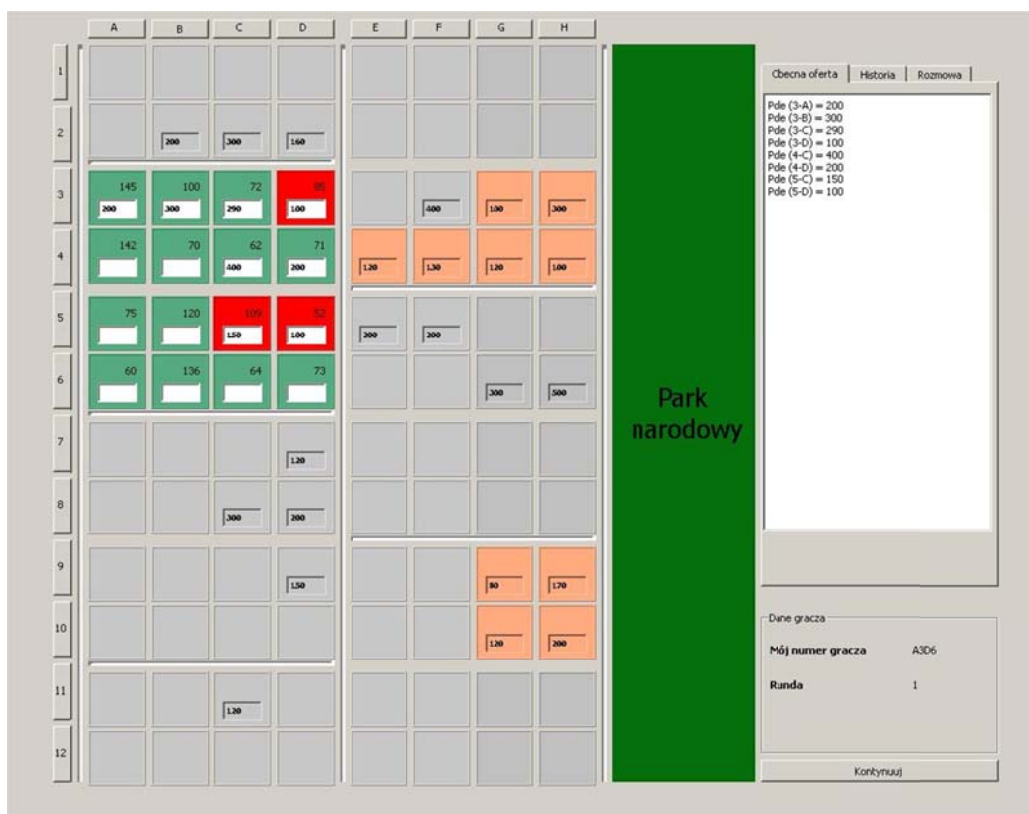 A B C D E F G H
1
2 200 300 160
3 145 100 72 85
200 300 290 100 400 100 300
4 142 70 62 71
400 200 120 130 120 100
5 75 120 109 52
150 100 300 200
6 60 136 64 73
300 500
7 120
8 300 200
9 150 80 170
10 120 200
11 120
12
Park
narodowy
Cbecna oferta Historia Rozmowa
Pde (3-A) = 200
Pde (3-B) = 300
Pde (3-C) = 290
Pde (3-D) = 100
Pde (4-C) = 400
Pde (4-D) = 200
Pde (5-C) = 150
Pde (5-D) = 100
Dane gracza
Mój numer gracza A3D6
Runda 1
Kontynuuj